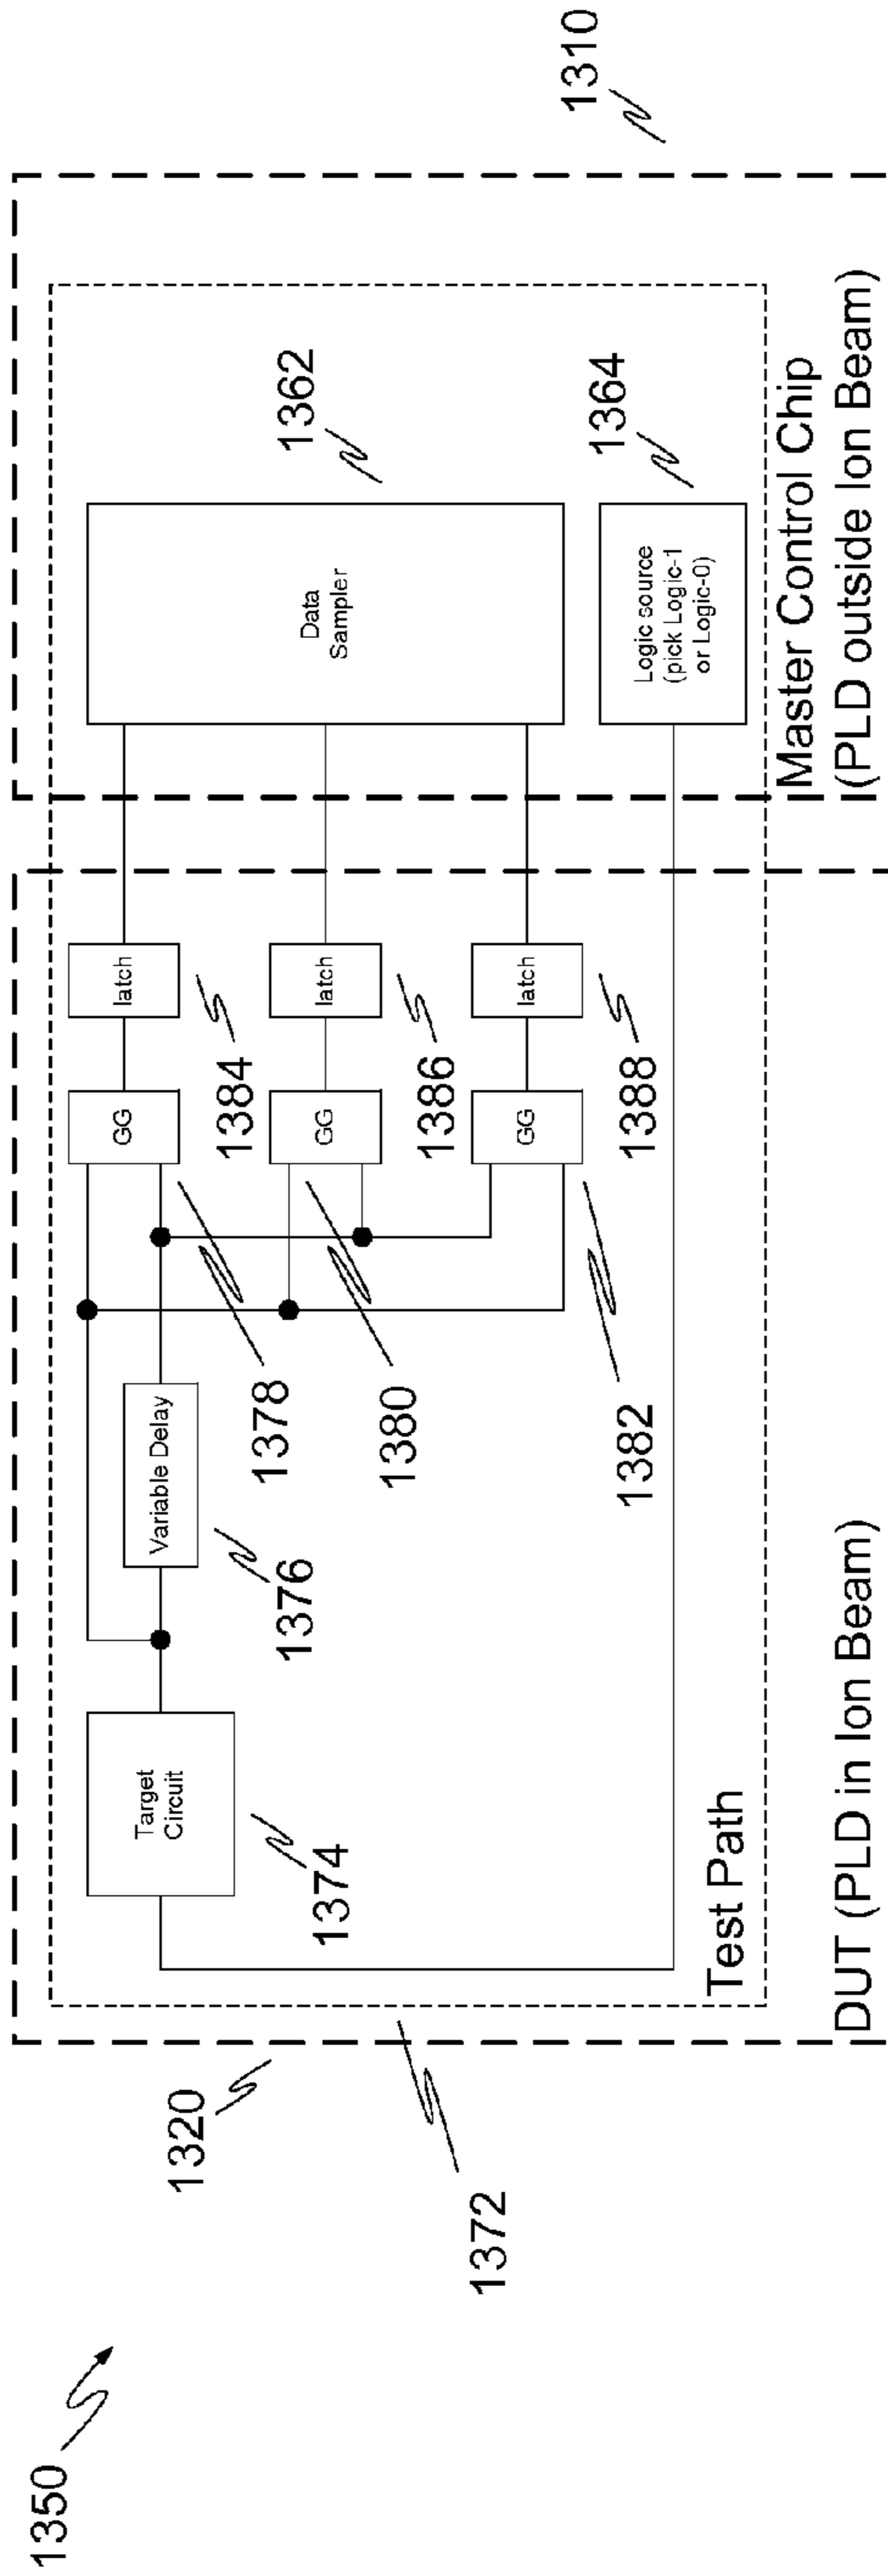 1350
1320
1372
DUT (PLD in Ion Beam)
Test Path
Target
Circuit
1374
Variable Delay
1376
GG
1378
GG
1380
GG
1382
latch
1384
latch
1386
latch
1388
Data
Sampler
1362
Logic source
(pick Logic-1
or Logic-0)
1364
Master Control Chip
(PLD outside Ion Beam)
1310